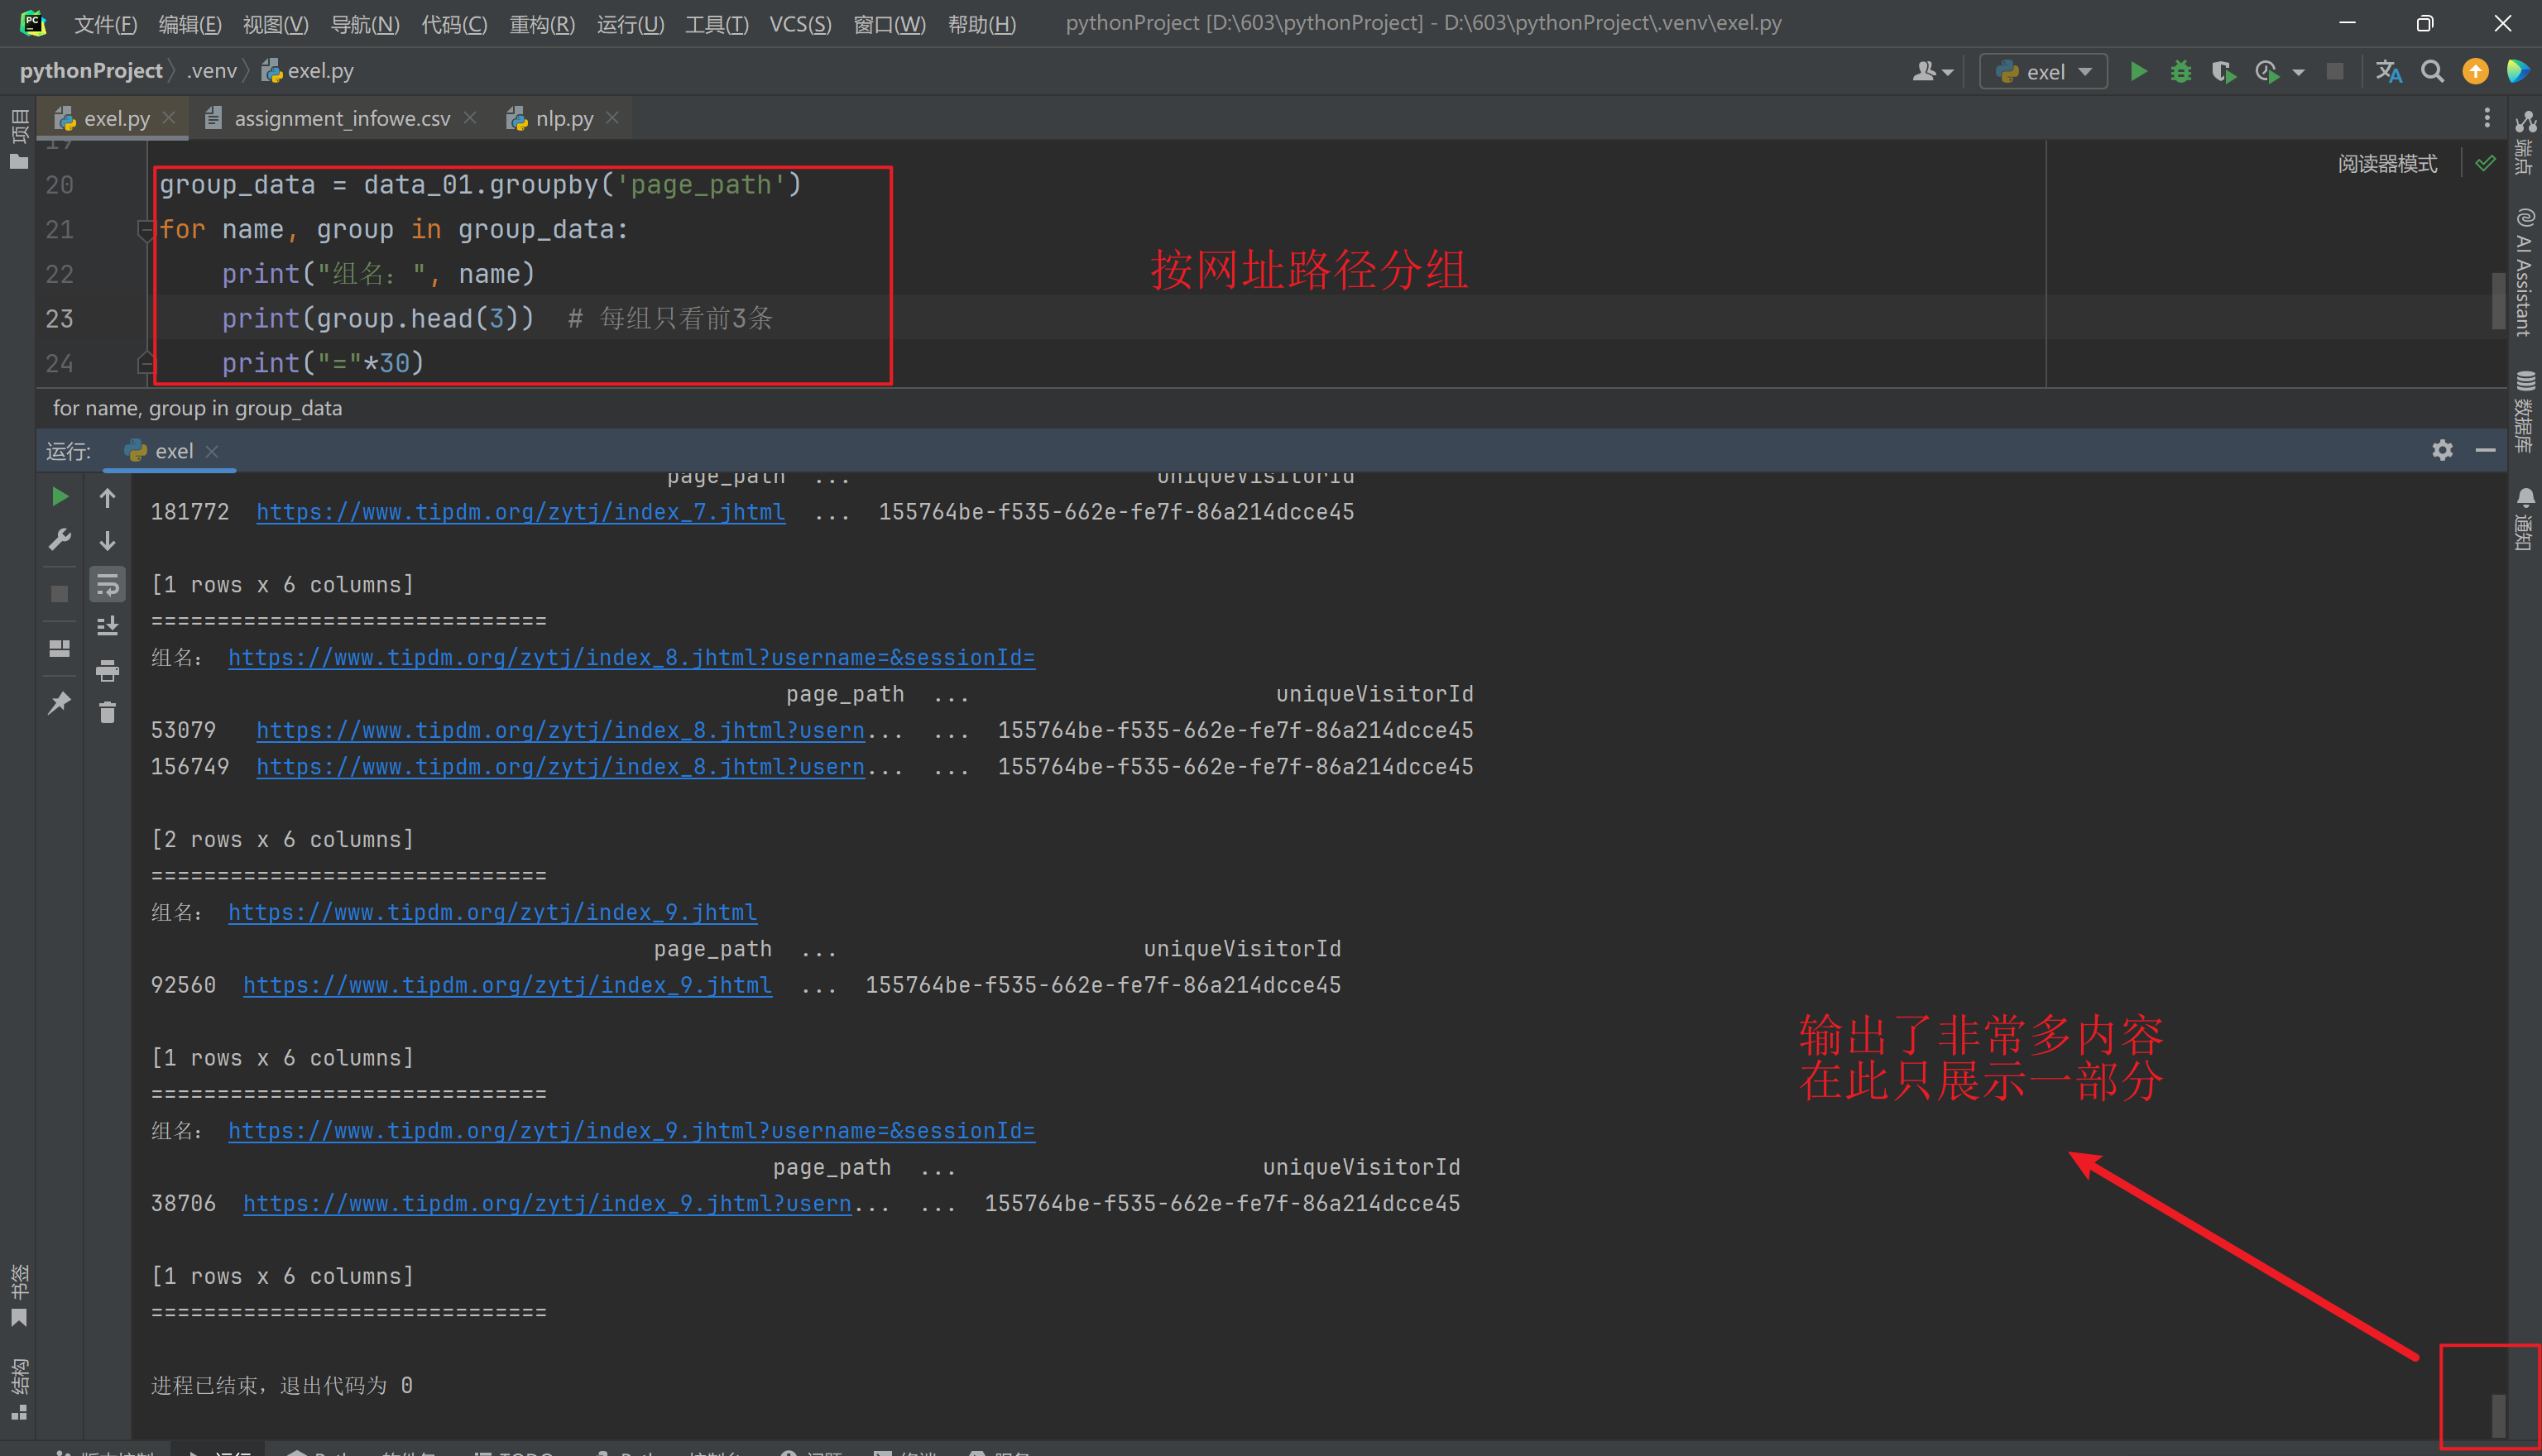 文件(F) 编辑(E) 视图(V) 导航(N) 代码(C) 重构(R) 运行(U) 工具(T) VCS(S) 窗口(W) 帮助(H) pythonProject [D:\603\pythonProject] - D:\603\pythonProject\.venv\exel.py
pythonProject .venv exel.py exel
exel.py assignment_infowe.csv nlp.py
项目
阅读器模式
20 group_data = data_01.groupby('page_path')
21 for name, group in group_data:
22 print("组名: ", name)
23 print(group.head(3)) # 每组只看前3条
24 print("="*30)
按网址路径分组
端点
AI Assistant
数据库
通知
for name, group in group_data
运行: exel
page_path ... uniqueVisitorId
181772 https://www.tipdm.org/zytj/index_7.jhtml ... 155764be-f535-662e-fe7f-86a214dcce45
[1 rows x 6 columns]
==============================
组名: https://www.tipdm.org/zytj/index_8.jhtml?username=&sessionId=
page_path ... uniqueVisitorId
53079 https://www.tipdm.org/zytj/index_8.jhtml?usern... ... 155764be-f535-662e-fe7f-86a214dcce45
156749 https://www.tipdm.org/zytj/index_8.jhtml?usern... ... 155764be-f535-662e-fe7f-86a214dcce45
[2 rows x 6 columns]
==============================
组名: https://www.tipdm.org/zytj/index_9.jhtml
page_path ... uniqueVisitorId
92560 https://www.tipdm.org/zytj/index_9.jhtml ... 155764be-f535-662e-fe7f-86a214dcce45
[1 rows x 6 columns]
==============================
组名: https://www.tipdm.org/zytj/index_9.jhtml?username=&sessionId=
page_path ... uniqueVisitorId
38706 https://www.tipdm.org/zytj/index_9.jhtml?usern... ... 155764be-f535-662e-fe7f-86a214dcce45
[1 rows x 6 columns]
==============================
进程已结束，退出代码为 0
输出了非常多内容
在此只展示一部分
书签
结构